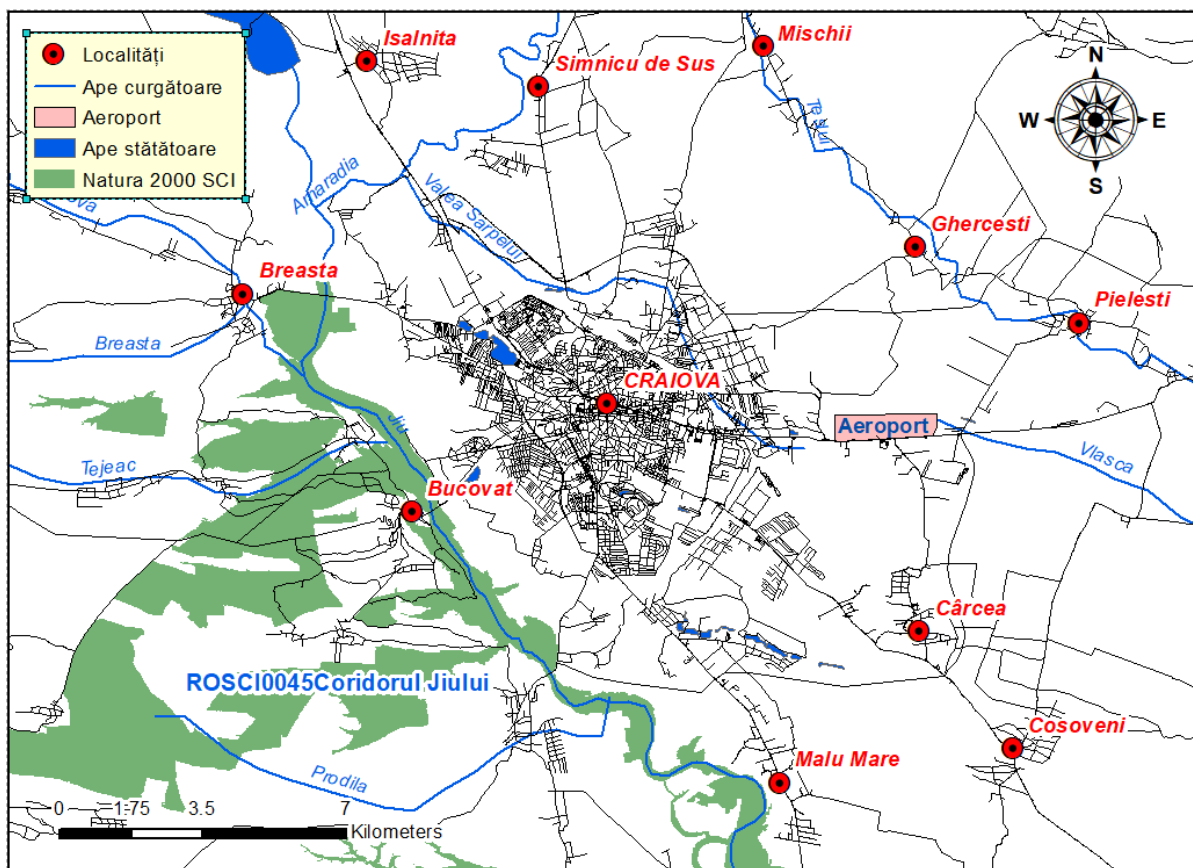 Localități
Ape curgătoare
Aeroport
Ape stătătoare
Natura 2000 SCI
Isalnita
Simnicu de Sus
Mischii
N
W
E
S
Teslui
Amaradia
Valea Sarpelui
Ghercesti
Breasta
Pielesti
Breasta
CRAIOVA
Aeroport
Jiu
Vlasca
Tejeac
Bucovat
Cârcea
ROSCI0045Coridorul Jiului
Cosoveni
Prodila
Malu Mare
0 1.75 3.5 7
Kilometers